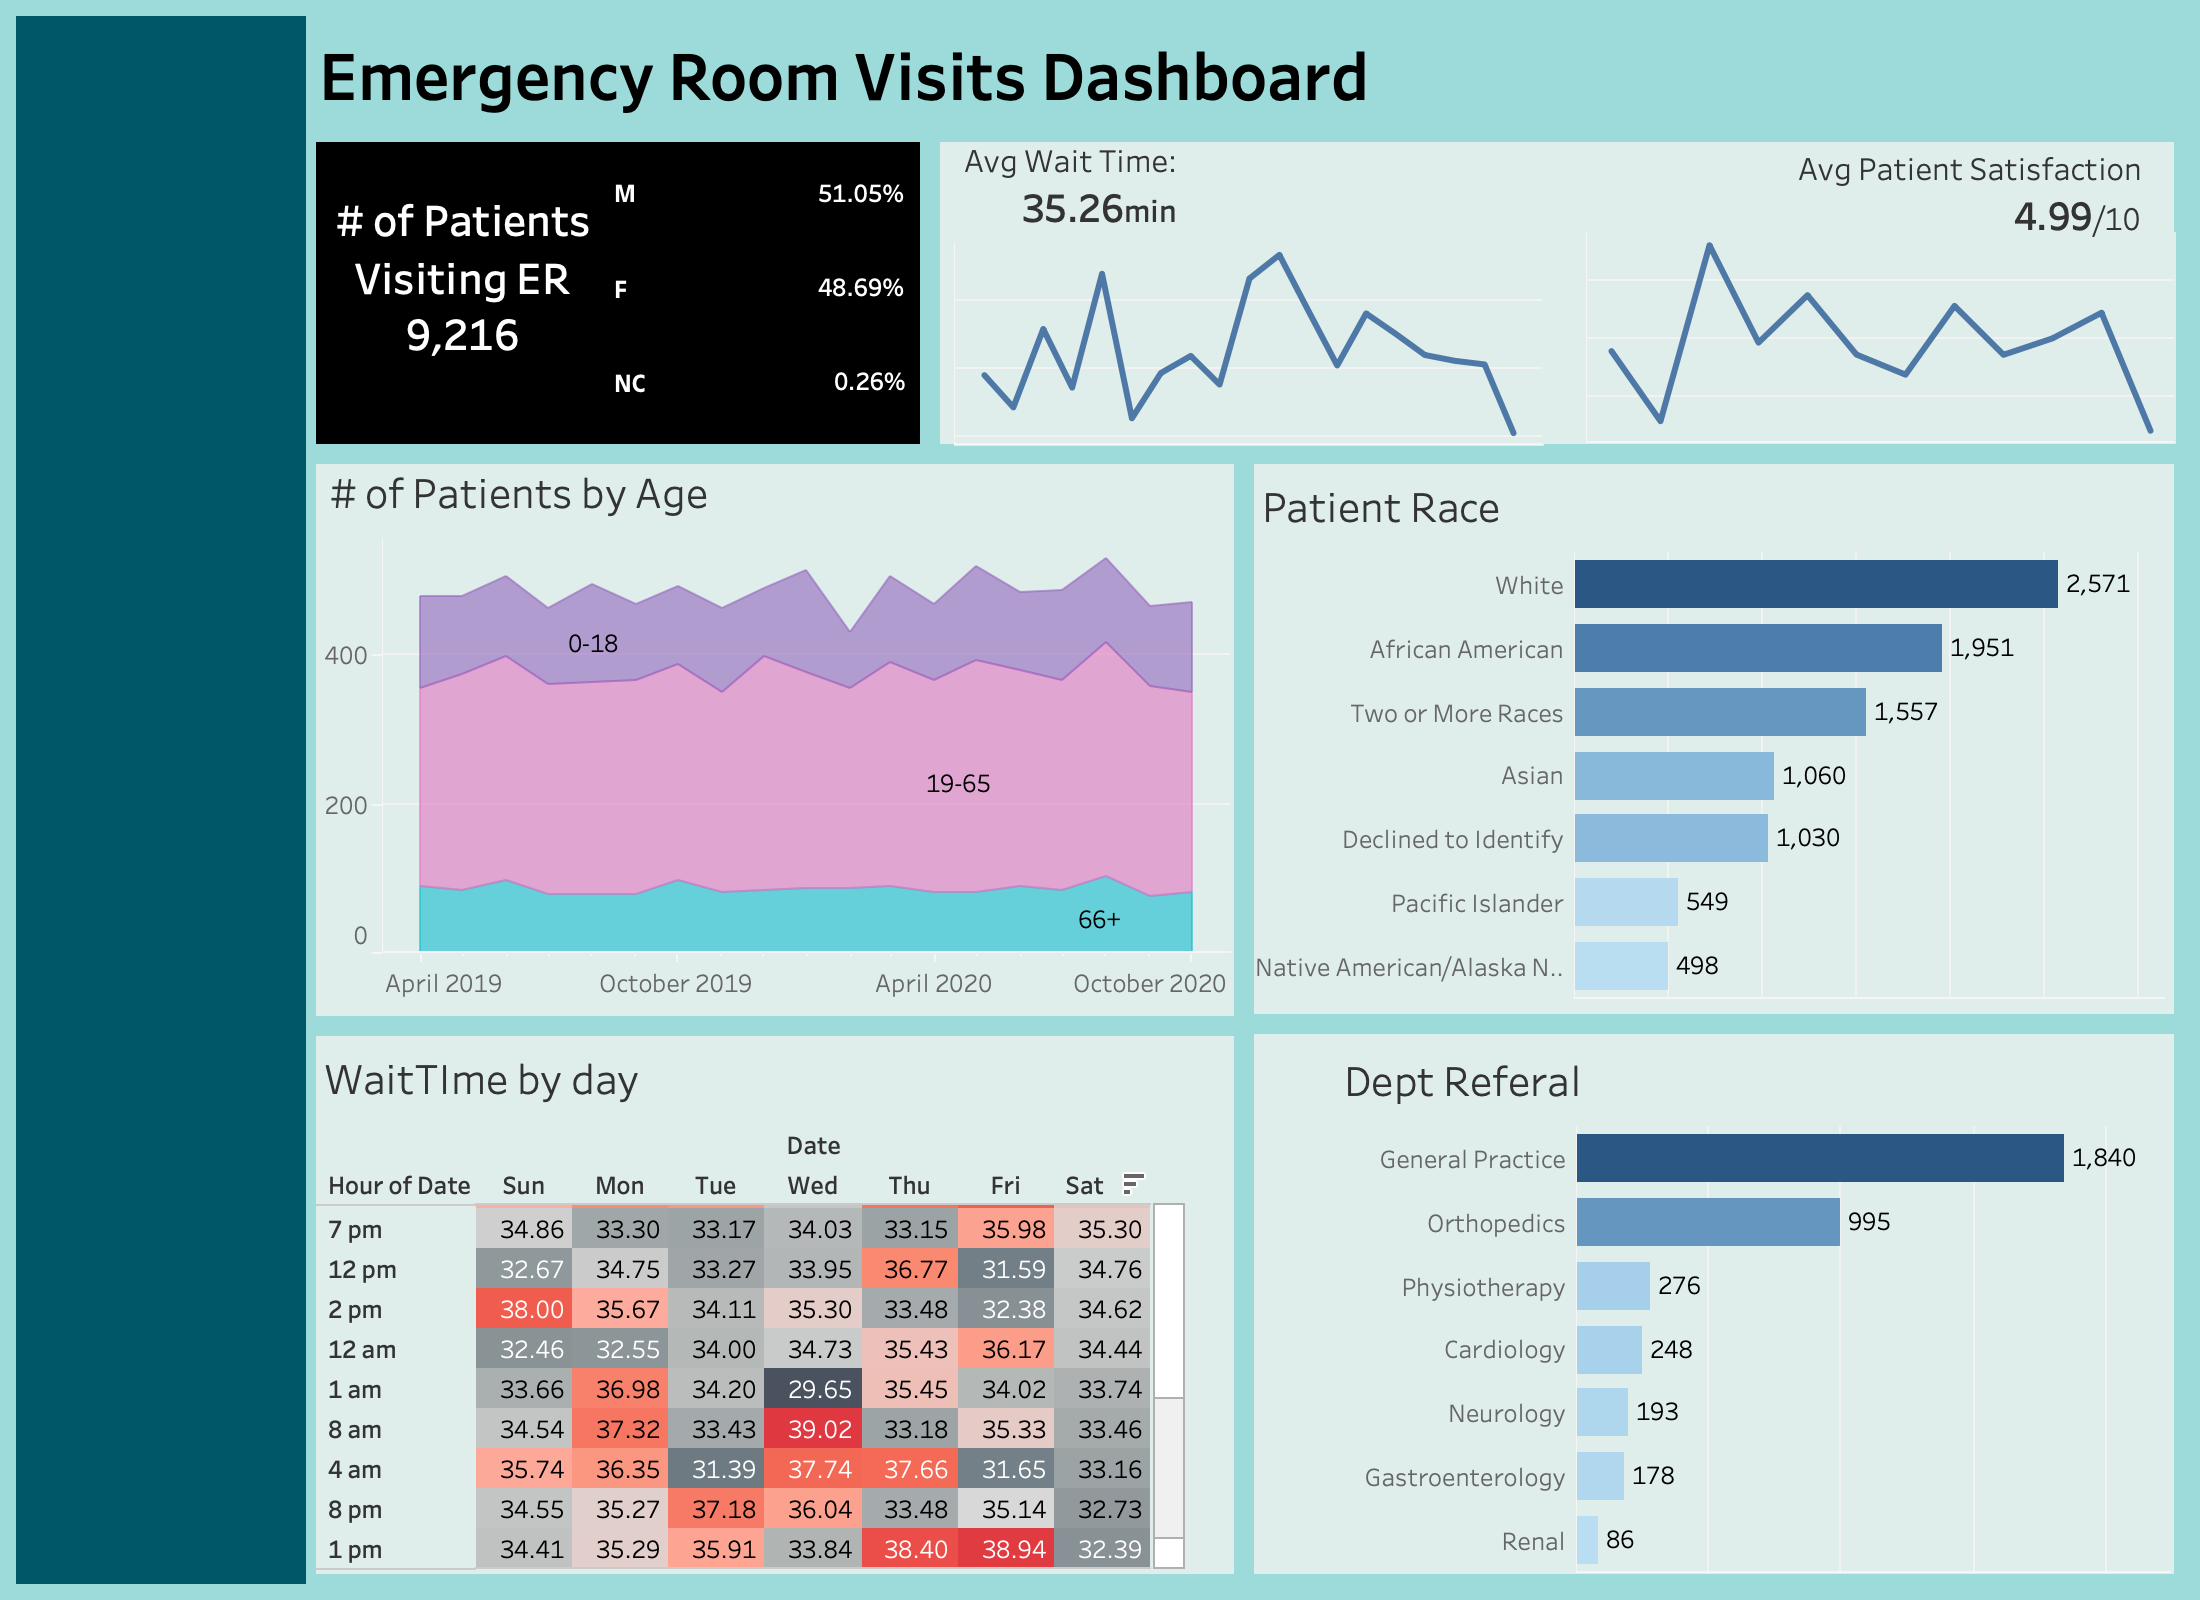 Emergency Room Visits Dashboard
# of Patients
Visiting ER
9,216
M 51.05%
F 48.69%
NC 0.26%
Avg Wait Time:
35.26min
Avg Patient Satisfaction
4.99/10
# of Patients by Age
400
200
0
0-18
19-65
66+
April 2019 October 2019 April 2020 October 2020
Patient Race
White 2,571
African American 1,951
Two or More Races 1,557
Asian 1,060
Declined to Identify 1,030
Pacific Islander 549
Native American/Alaska N.. 498
WaitTIme by day
Date
Hour of Date Sun Mon Tue Wed Thu Fri Sat
7 pm 34.86 33.30 33.17 34.03 33.15 35.98 35.30
12 pm 32.67 34.75 33.27 33.95 36.77 31.59 34.76
2 pm 38.00 35.67 34.11 35.30 33.48 32.38 34.62
12 am 32.46 32.55 34.00 34.73 35.43 36.17 34.44
1 am 33.66 36.98 34.20 29.65 35.45 34.02 33.74
8 am 34.54 37.32 33.43 39.02 33.18 35.33 33.46
4 am 35.74 36.35 31.39 37.74 37.66 31.65 33.16
8 pm 34.55 35.27 37.18 36.04 33.48 35.14 32.73
1 pm 34.41 35.29 35.91 33.84 38.40 38.94 32.39
Dept Referal
General Practice 1,840
Orthopedics 995
Physiotherapy 276
Cardiology 248
Neurology 193
Gastroenterology 178
Renal 86